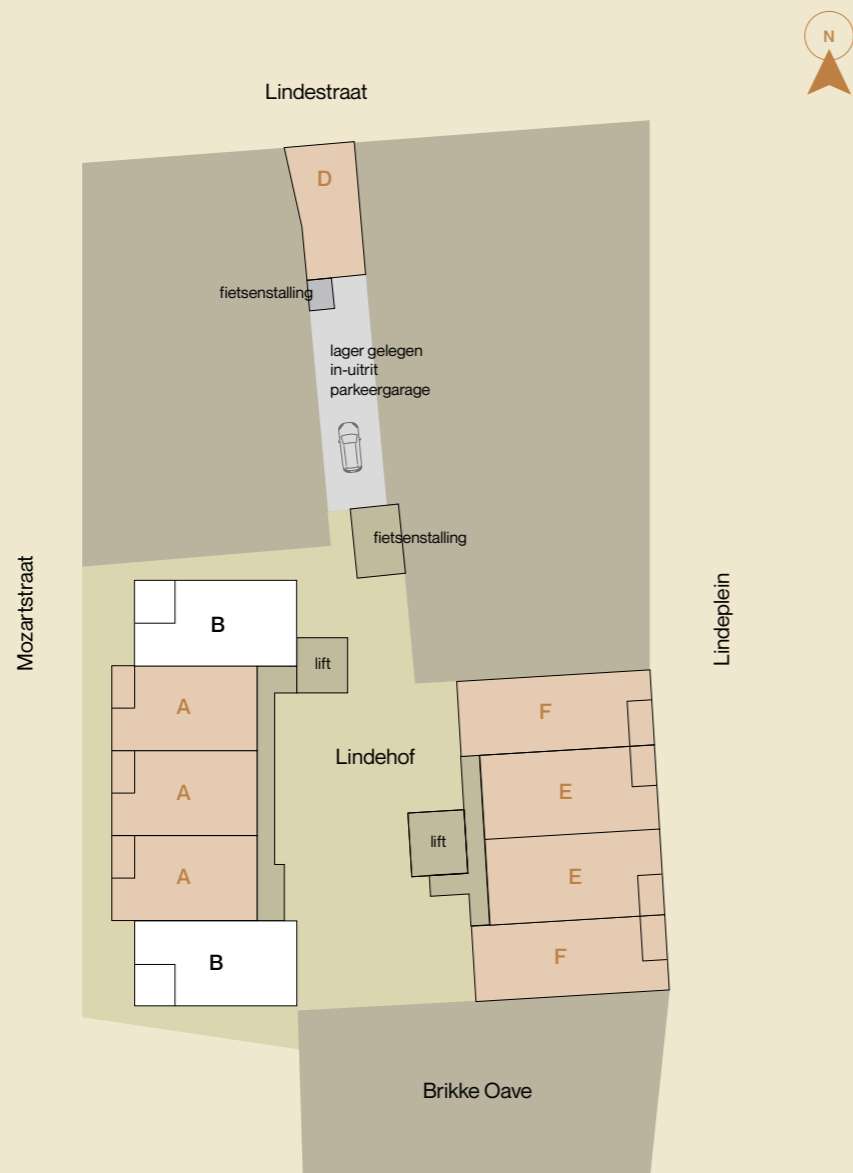 N
Lindestraat
D
fietsenstalling
lager gelegen
in-uitrit
parkeergarage
fietsenstalling
Mozartstraat
Lindeplein
B
lift
A
F
Lindehof
A
E
lift
A
E
B
F
Brikke Oave